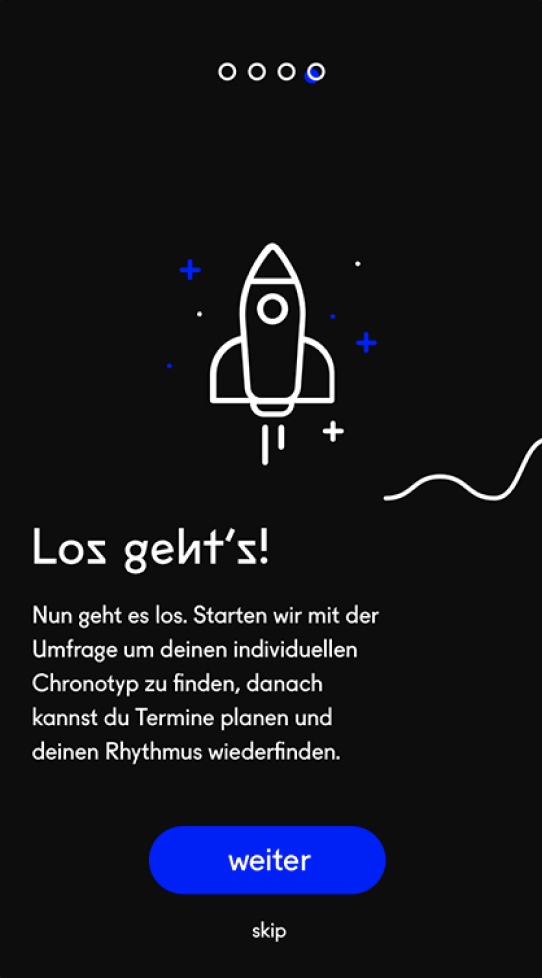 Los geht's!
Nun geht es los. Starten wir mit der
Umfrage um deinen individuellen
Chronotyp zu finden, danach
kannst du Termine planen und
deinen Rhythmus wiederfinden.
weiter
skip